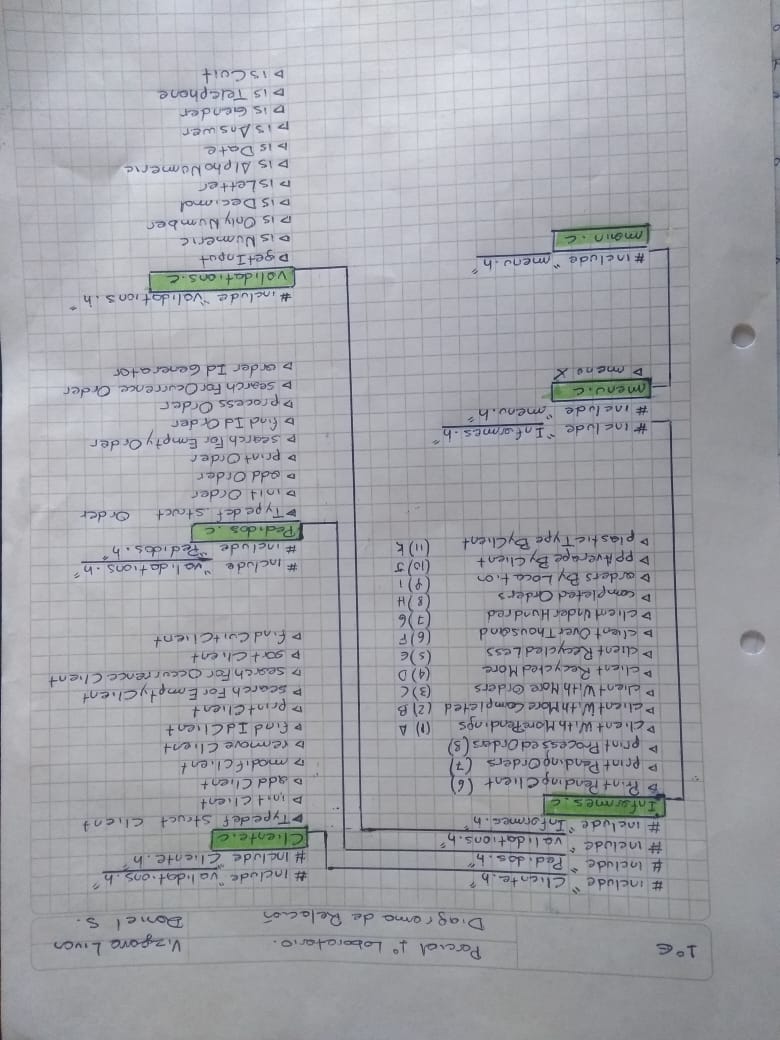 1° E
Parcial 1° Laboratorio.
Diagrama de Relación
Daniel S.
# include "Cliente.h"
# include "Pedidos.h"
# include "validations.h"
# include "Informes.h"
Informes.c
▷ Print Pending Client (6)
▷ print Pending Orders (7)
▷ print Processed Orders (8)
▷ client With More Pendings (1) A
▷ client With More Completed (2) B
▷ client With More Orders (3) C
▷ client Recycled More (4) D
▷ client Recycled Less (5) E
▷ client Over Thousand (6) F
▷ client Under Hundred (7) G
▷ completed Orders (8) H
▷ orders By Location (9) I
▷ pp Average By Client (10) J
▷ plastic Type By Client (11) K
# include "Informes.h"
# include "menu.h"
menu.c
▷ menu X
# include "menu.h"
main.c
# include "validations.h"
# include "Cliente.h"
Cliente.c
▷ Typedef struct Client
▷ init Client
▷ add Client
▷ modif Client
▷ remove Client
▷ find Id Client
▷ print Client
▷ search For Empty Client
▷ search For Occurrence Client
▷ sort Client
▷ find Cuit Client
# include "validations.h"
# include "Pedidos.h"
Pedidos.c
▷ Typedef struct Order
▷ init Order
▷ add Order
▷ print Order
▷ search For Empty Order
▷ find Id Order
▷ process Order
▷ search For Ocurrence Order
▷ order Id Generator
# include "validations.h"
validations.c
▷ get Input
▷ is Numeric
▷ is Only Number
▷ is Decimal
▷ is Letter
▷ is AlphaNumeric
▷ is Date
▷ is Answer
▷ is Gender
▷ is Telephone
▷ is Cuit